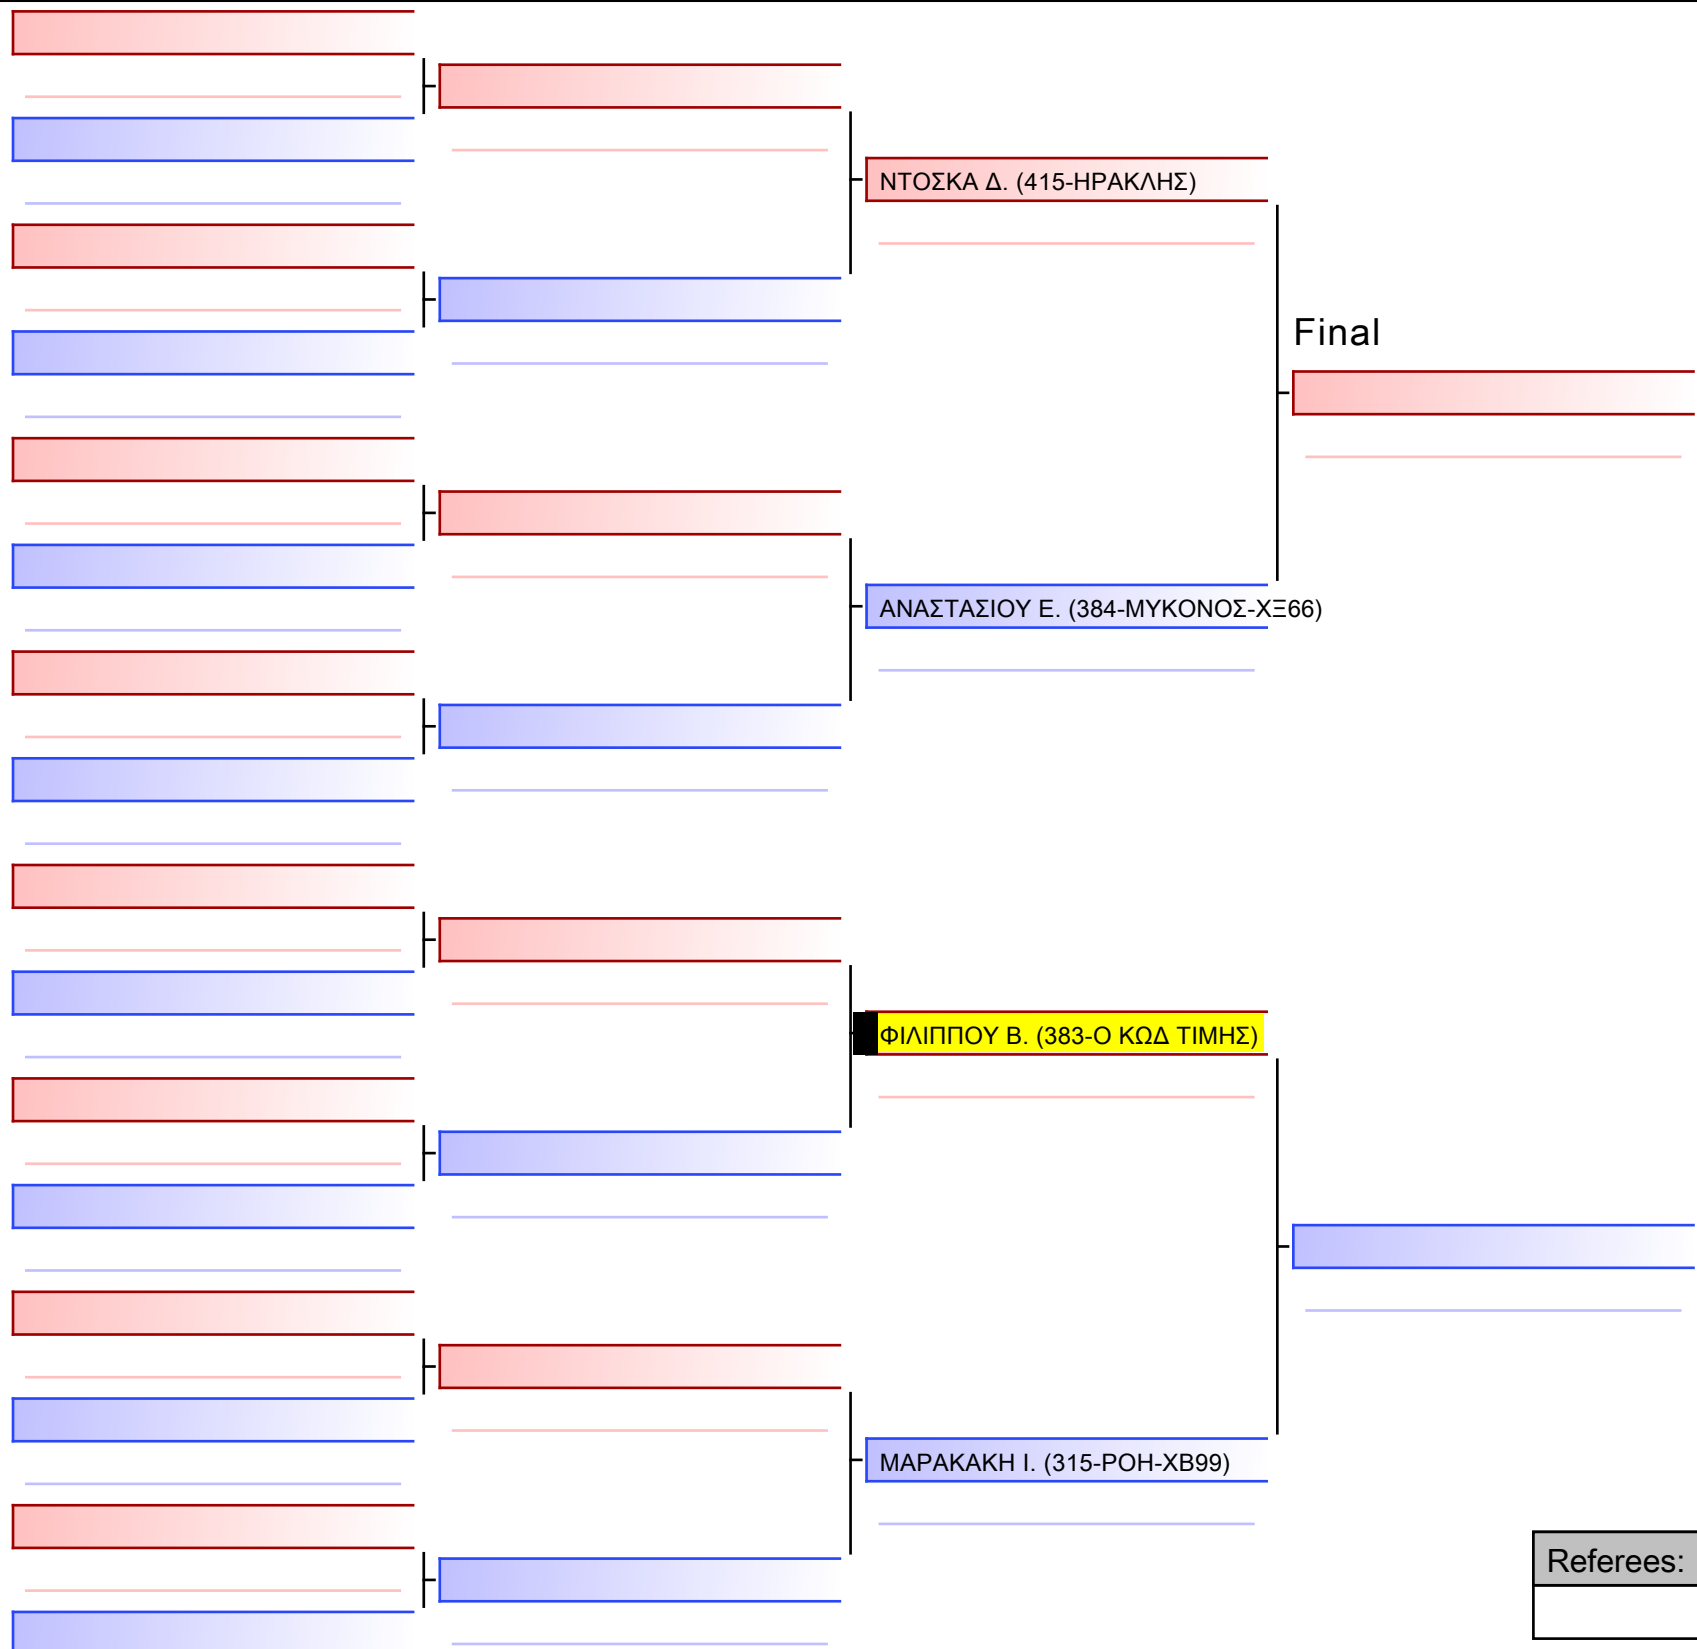 ΝΤΟΣΚΑ Δ. (415-ΗΡΑΚΛΗΣ)
Final
ΑΝΑΣΤΑΣΙΟΥ Ε. (384-ΜΥΚΟΝΟΣ-ΧΞ66)
ΦΙΛΙΠΠΟΥ Β. (383-Ο ΚΩΔ ΤΙΜΗΣ)
ΜΑΡΑΚΑΚΗ Ι. (315-ΡΟΗ-ΧΒ99)
Referees: